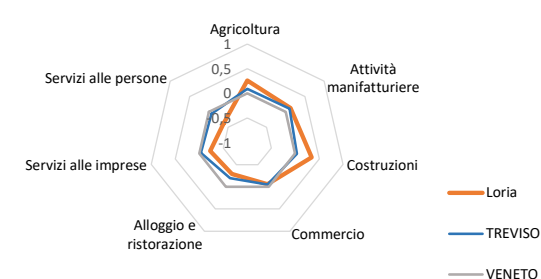 Agricoltura
1
0,5
0
-0,5
-1
Attività
manifatturiere
Costruzioni
Commercio
Alloggio e
ristorazione
Servizi alle imprese
Servizi alle persone
Loria
TREVISO
VENETO